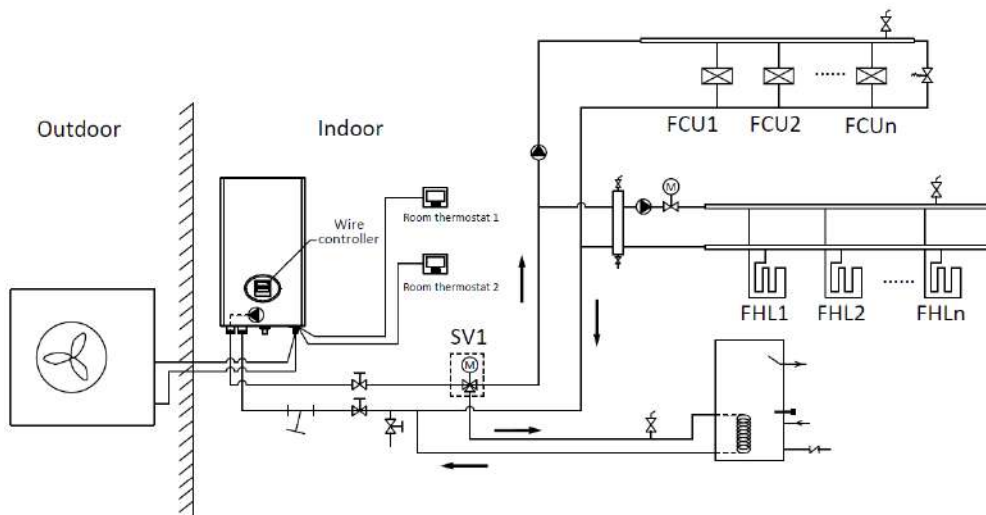 FCU1
FCU2
......
FCUn
Outdoor
Indoor
Room thermostat 1
M
Wire
controller
Room thermostat 2
FHL1
FHL2
......
FHLn
SV1
M